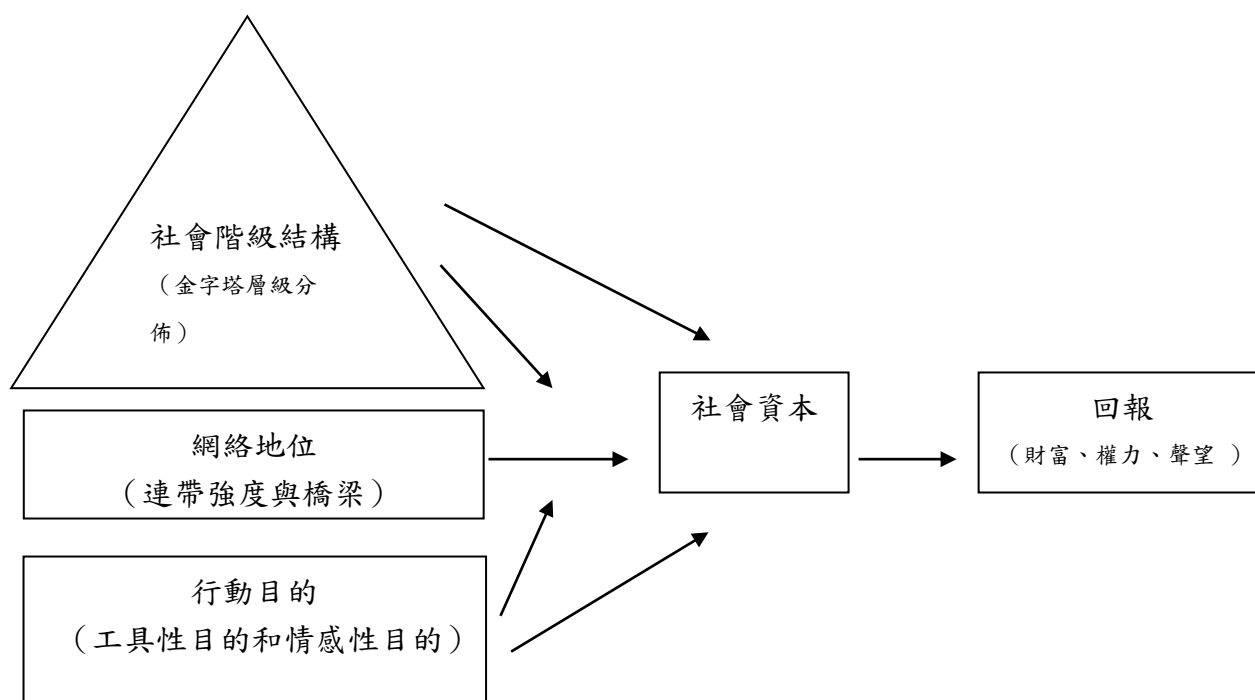 社會階級結構
（金字塔層級分
佈）
網絡地位
（連帶強度與橋梁）
行動目的
（工具性目的和情感性目的）
社會資本
回報
（財富、權力、聲望 ）